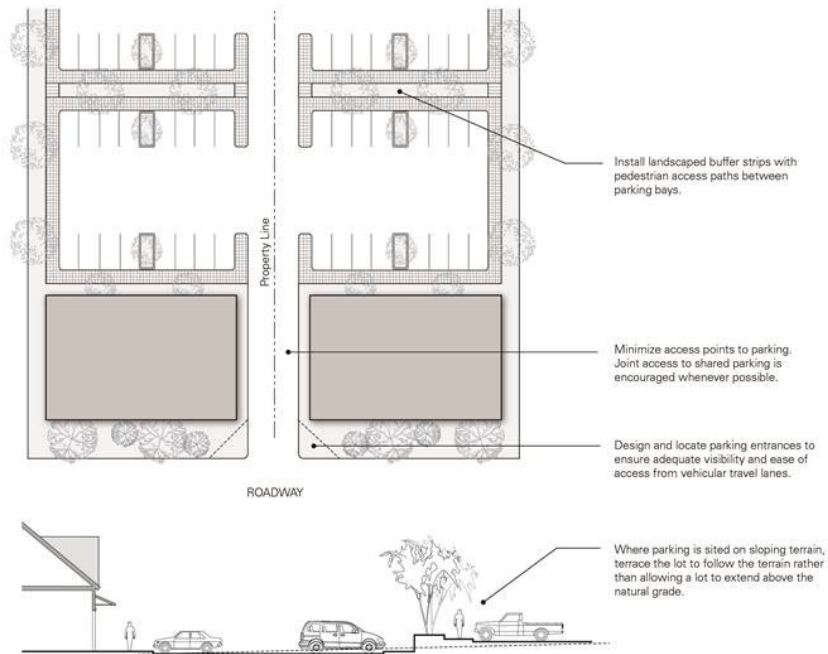 Install landscaped buffer strips with
pedestrian access paths between
parking bays.
Property Line
Minimize access points to parking.
Joint access to shared parking is
encouraged whenever possible.
Design and locate parking entrances to
ensure adequate visibility and ease of
access from vehicular travel lanes.
ROADWAY
Where parking is sited on sloping terrain,
terrace the lot to follow the terrain rather
than allowing a lot to extend above the
natural grade.